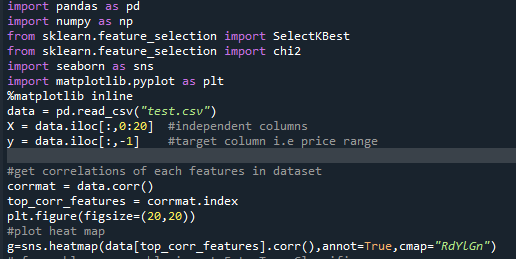 import pandas as pd
import numpy as np
from sklearn.feature_selection import SelectKBest
from sklearn.feature_selection import chi2
import seaborn as sns
import matplotlib.pyplot as plt
%matplotlib inline
data = pd.read_csv("test.csv")
X = data.iloc[:,0:20]  #independent columns
y = data.iloc[:,-1]    #target column i.e price range
#get correlations of each features in dataset
corrmat = data.corr()
top_corr_features = corrmat.index
plt.figure(figsize=(20,20))
#plot heat map
g=sns.heatmap(data[top_corr_features].corr(),annot=True,cmap="RdYlGn")